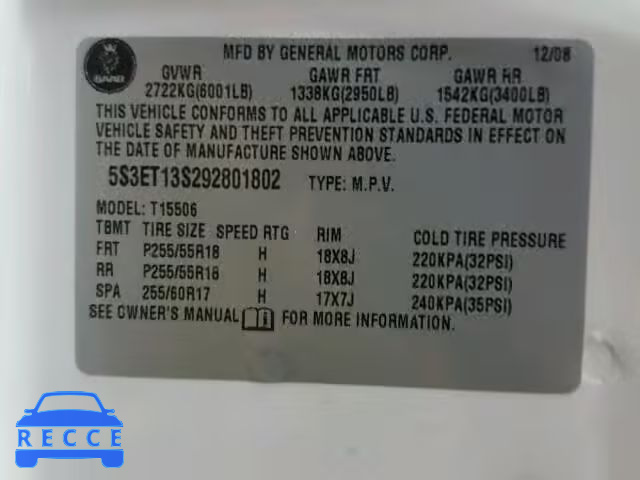 MFD BY GENERAL MOTORS CORP. 12/08
SAAB
GVWR GAWR FRT GAWR RR
2722KG(6001LB) 1338KG(2950LB) 1542KG(3400LB)
THIS VEHICLE CONFORMS TO ALL APPLICABLE U.S. FEDERAL MOTOR
VEHICLE SAFETY AND THEFT PREVENTION STANDARDS IN EFFECT ON
THE DATE OF MANUFACTURE SHOWN ABOVE.
5S3ET13S292801802 TYPE: M.P.V.
MODEL: T15506
TBMT TIRE SIZE SPEED RTG RIM COLD TIRE PRESSURE
FRT P255/55R18 H 18X8J 220KPA(32PSI)
RR P255/55R18 H 18X8J 220KPA(32PSI)
SPA 255/60R17 H 17X7J 240KPA(35PSI)
SEE OWNER'S MANUAL FOR MORE INFORMATION.
RECCE